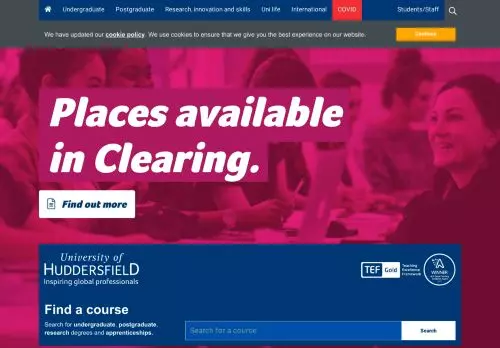 Undergraduate Postgraduate Research, innovation and skills Uni life International COVID Students/Staff
We have updated our cookie policy. We use cookies to ensure that we give you the best experience on our website.
Places available
in Clearing.
Find out more
University of
HUDDERSFIELD
Inspiring global professionals
TEF Gold
Teaching
Excellence
Framework
WINNER
Find a course
Search for undergraduate, postgraduate,
research degrees and apprenticeships.
Search for a course
Search